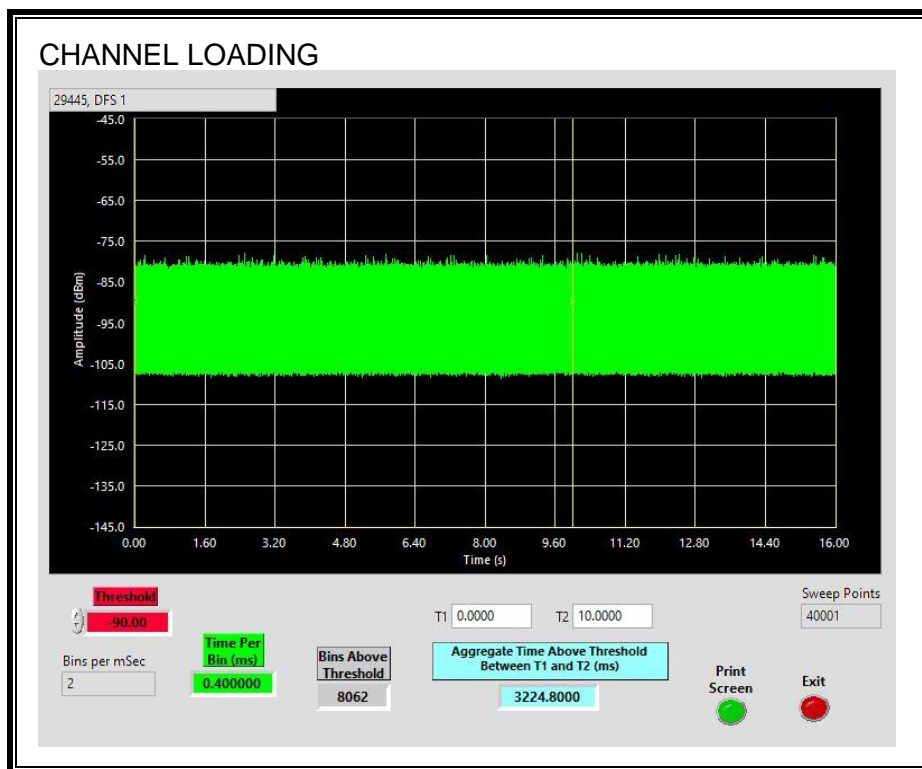 CHANNEL LOADING
29445, DFS 1
Amplitude (dBm)
-45.0
-55.0
-65.0
-75.0
-85.0
-95.0
-105.0
-115.0
-125.0
-135.0
-145.0
0.00 1.60 3.20 4.80 6.40 8.00 9.60 11.20 12.80 14.40 16.00
Time (s)
Threshold
-90.00
Bins per mSec
2
Time Per
Bin (ms)
0.400000
Bins Above
Threshold
8062
T1 0.0000 T2 10.0000
Aggregate Time Above Threshold
Between T1 and T2 (ms)
3224.8000
Sweep Points
40001
Print
Screen
Exit